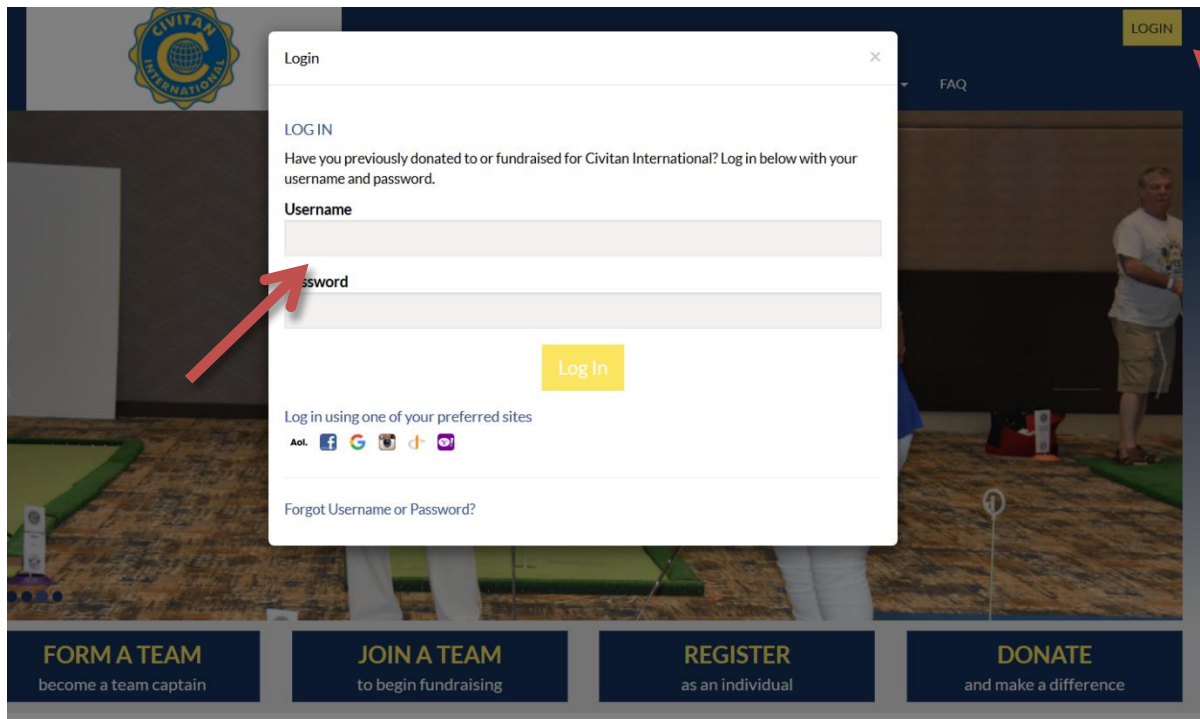 CIVITAN
INTERNATIONAL
LOGIN
FAQ
Login
×
LOG IN
Have you previously donated to or fundraised for Civitan International? Log in below with your
username and password.
Username
ssword
Log In
Log in using one of your preferred sites
Aol.
Forgot Username or Password?
FORM A TEAM
become a team captain
JOIN A TEAM
to begin fundraising
REGISTER
as an individual
DONATE
and make a difference